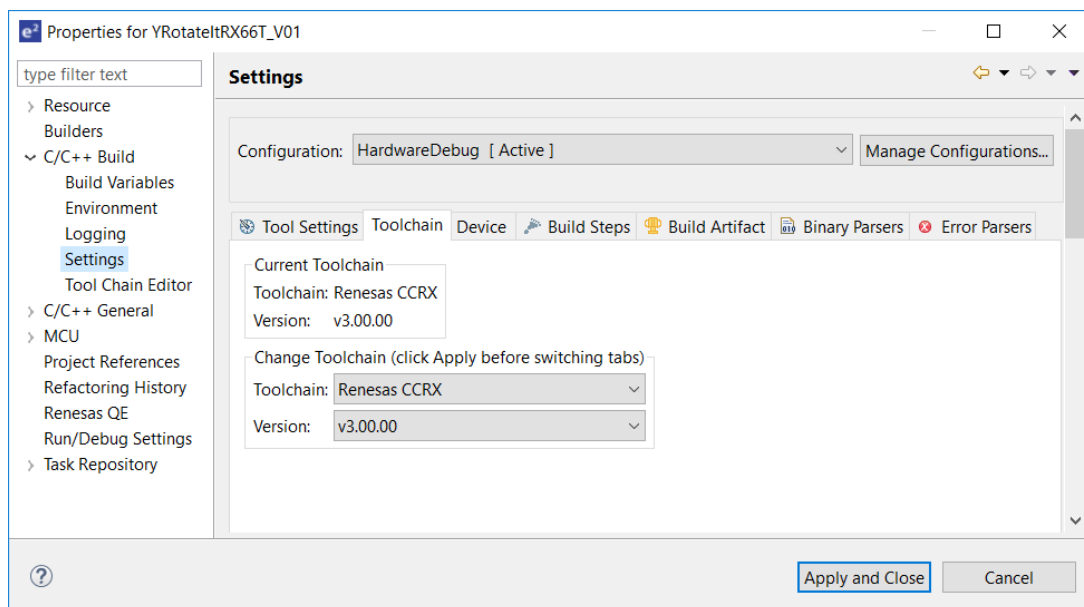 e² Properties for YRotateItRX66T_V01
type filter text
Resource
Builders
C/C++ Build
Build Variables
Environment
Logging
Settings
Tool Chain Editor
C/C++ General
MCU
Project References
Refactoring History
Renesas QE
Run/Debug Settings
Task Repository
Settings
Configuration: HardwareDebug [ Active ] Manage Configurations...
Tool Settings Toolchain Device Build Steps Build Artifact Binary Parsers Error Parsers
Current Toolchain
Toolchain: Renesas CCRX
Version: v3.00.00
Change Toolchain (click Apply before switching tabs)
Toolchain: Renesas CCRX
Version: v3.00.00
? Apply and Close Cancel